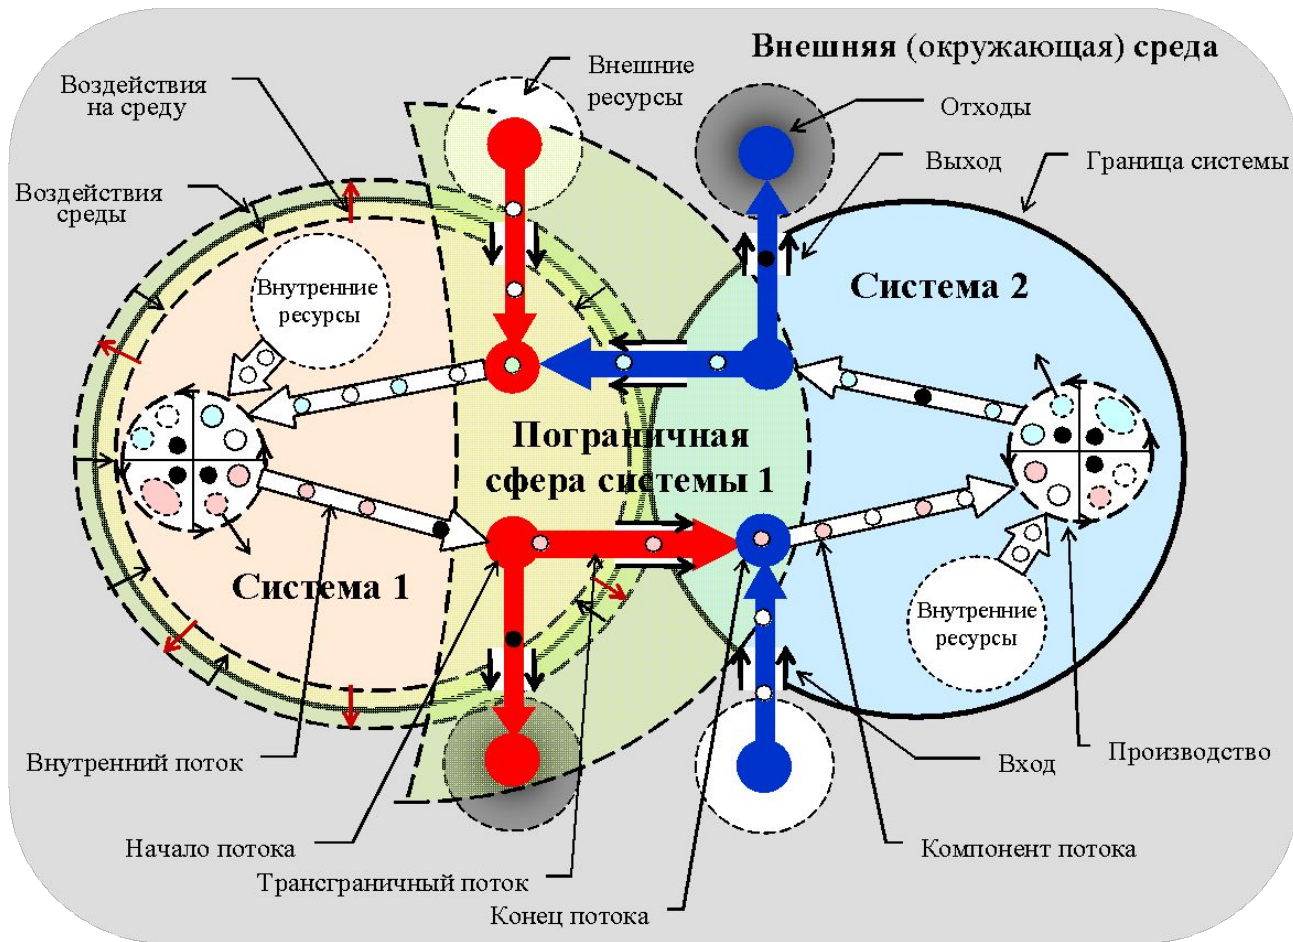 Внешняя (окружающая) среда
Воздействия
на среду
Внешние
ресурсы
Отходы
Выход
Граница системы
Воздействия
среды
Внутренние
ресурсы
Система 2
Пограничная
сфера системы 1
Система 1
Внутренние
ресурсы
Внутренний поток
Вход
Производство
Начало потока
Компонент потока
Трансграничный поток
Конец потока